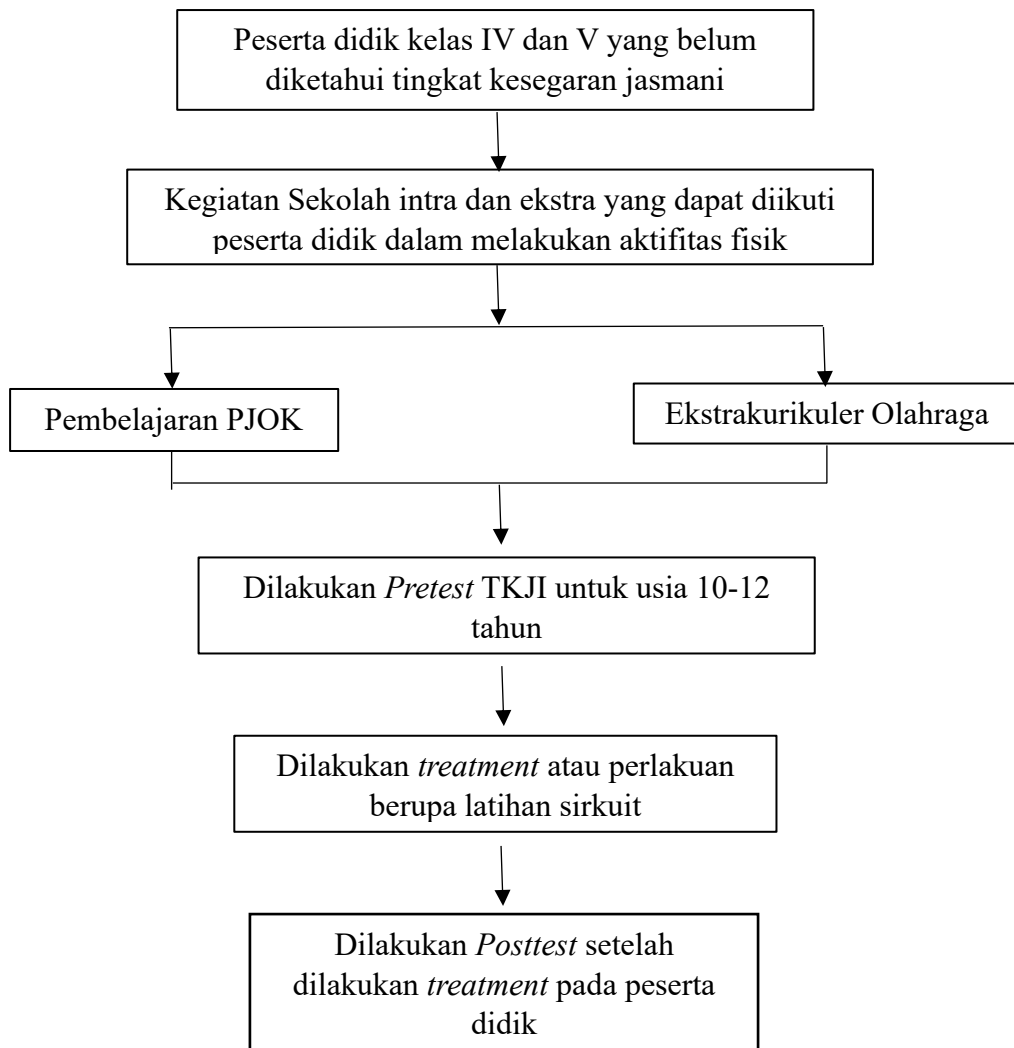 Peserta didik kelas IV dan V yang belum
diketahui tingkat kesegaran jasmani
Kegiatan Sekolah intra dan ekstra yang dapat diikuti
peserta didik dalam melakukan aktifitas fisik
Pembelajaran PJOK
Ekstrakurikuler Olahraga
Dilakukan Pretest TKJI untuk usia 10-12
tahun
Dilakukan treatment atau perlakuan
berupa latihan sirkuit
Dilakukan Posttest setelah
dilakukan treatment pada peserta
didik